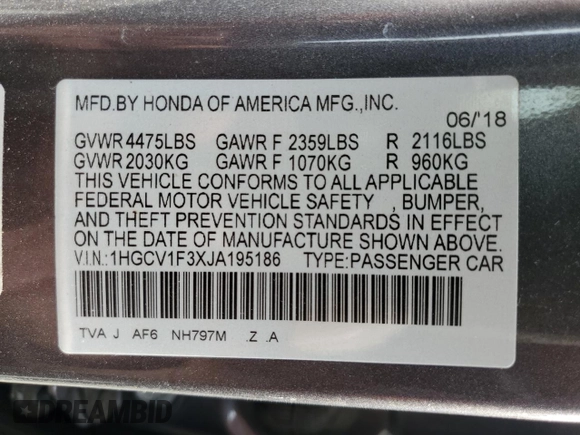 MFD.BY HONDA OF AMERICA MFG.,INC.
06/'18
GVWR 4475LBS GAWR F 2359LBS R 2116LBS
GVWR 2030KG GAWR F 1070KG R 960KG
THIS VEHICLE CONFORMS TO ALL APPLICABLE
FEDERAL MOTOR VEHICLE SAFETY , BUMPER,
AND THEFT PREVENTION STANDARDS IN EFFECT
ON DATE OF MANUFACTURE SHOWN ABOVE.
V.I.N.:1HGCV1F3XJA195186 TYPE:PASSENGER CAR
TVA J AF6 NH797M .Z .A
DREAMBID